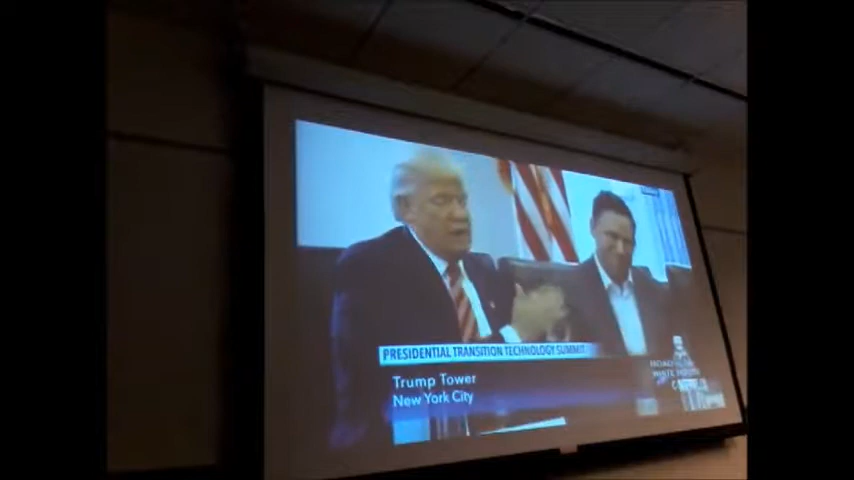 PRESIDENTIAL TRANSITION TECHNOLOGY SUMMIT
Trump Tower
New York City